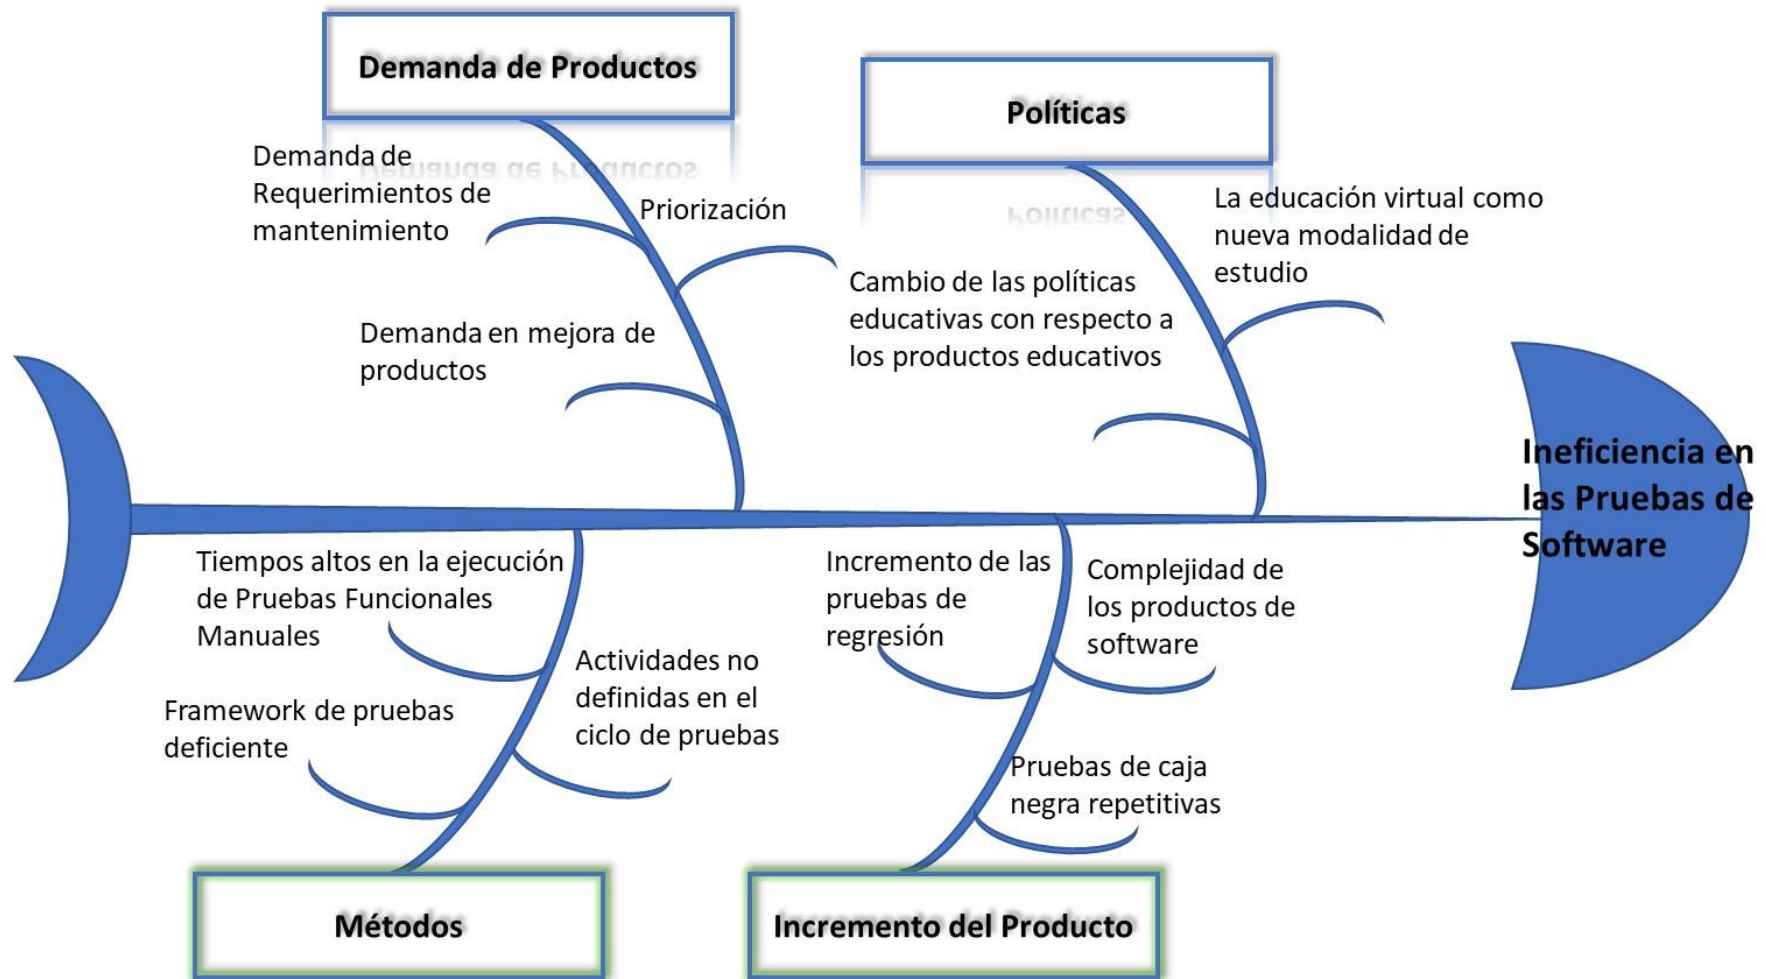 Demanda de Productos
Políticas
Demanda de
Requerimientos de
mantenimiento
Priorización
Demanda en mejora de
productos
La educación virtual como
nueva modalidad de
estudio
Cambio de las políticas
educativas con respecto a
los productos educativos
Ineficiencia en
las Pruebas de
Software
Tiempos altos en la ejecución
de Pruebas Funcionales
Manuales
Actividades no
definidas en el
ciclo de pruebas
Framework de pruebas
deficiente
Incremento de las
pruebas de
regresión
Complejidad de
los productos de
software
Pruebas de caja
negra repetitivas
Métodos
Incremento del Producto